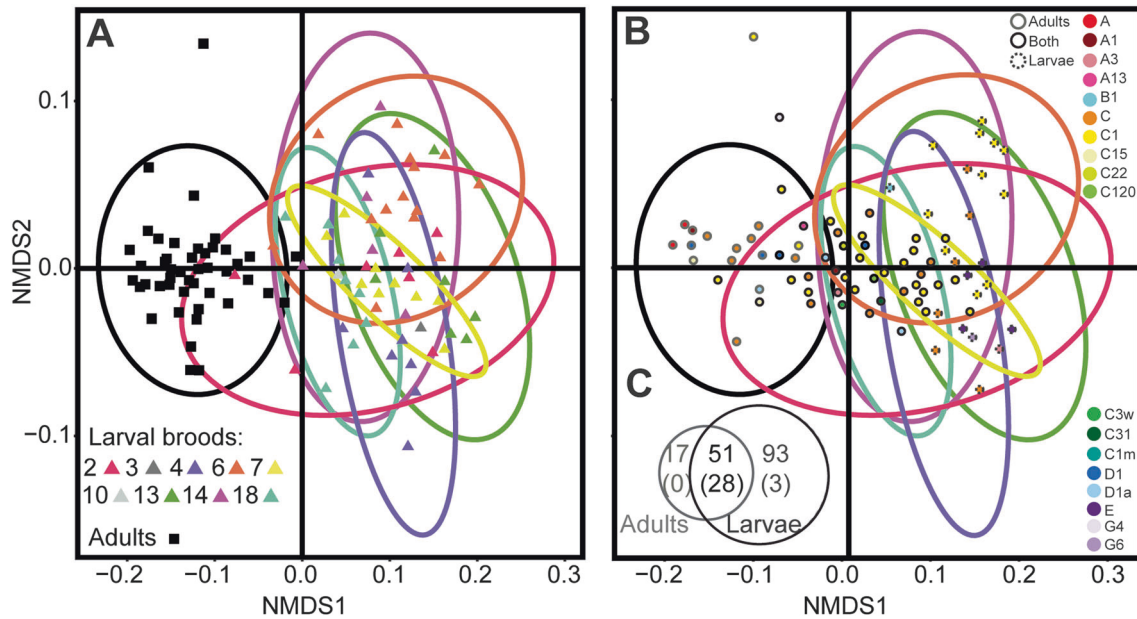 A
NMDS2
0.1
0.0
−0.1
Larval broods:
2 3 4 6 7
10 13 14 18
Adults
−0.2 −0.1 0.0 0.1 0.2 0.3
NMDS1
B
Adults
Both
Larvae
A
A1
A3
A13
B1
C
C1
C15
C22
C120
C
17 51 93
(0) (28) (3)
Adults Larvae
C3w
C31
C1m
D1
D1a
E
G4
G6
−0.2 −0.1 0.0 0.1 0.2 0.3
NMDS1